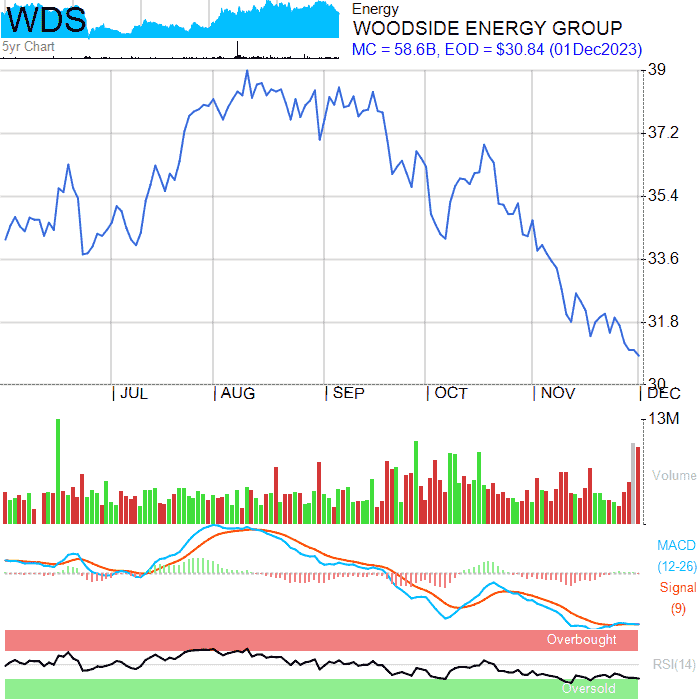 WDS
5yr Chart
Energy
WOODSIDE ENERGY GROUP
MC = 58.6B, EOD = $30.84 (01Dec2023)
39
37.2
35.4
33.6
31.8
30
JUL AUG SEP OCT NOV DEC
13M
Volume
MACD
(12-26)
Signal
(9)
Overbought
RSI(14)
Oversold